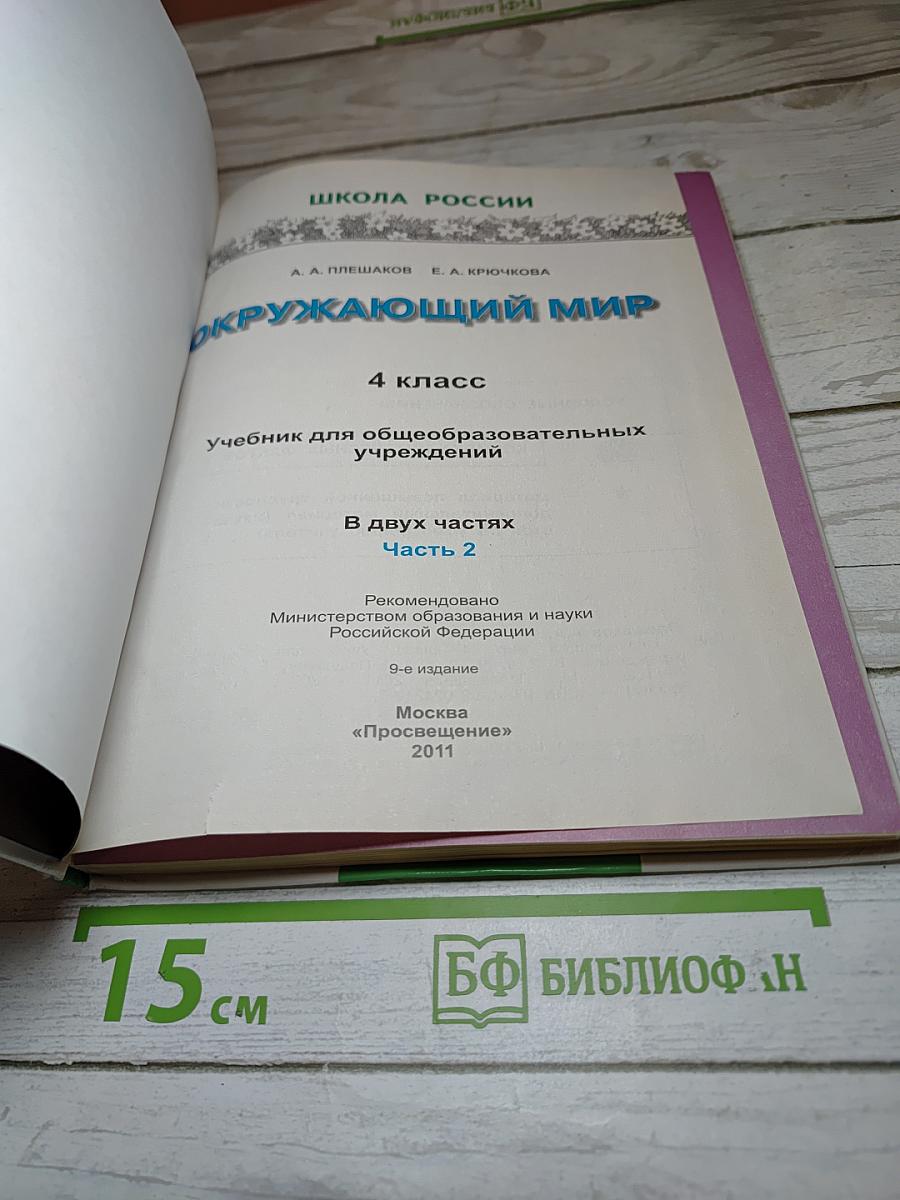 ШКОЛА РОССИИ
А. А. ПЛЕШАКОВ Е. А. КРЮЧКОВА
ОКРУЖАЮЩИЙ МИР
4 класс
Учебник для общеобразовательных
учреждений
В двух частях
Часть 2
Рекомендовано
Министерством образования и науки
Российской Федерации
9-е издание
Москва
«Просвещение»
2011
15 см
БФ БИБЛИОФАН